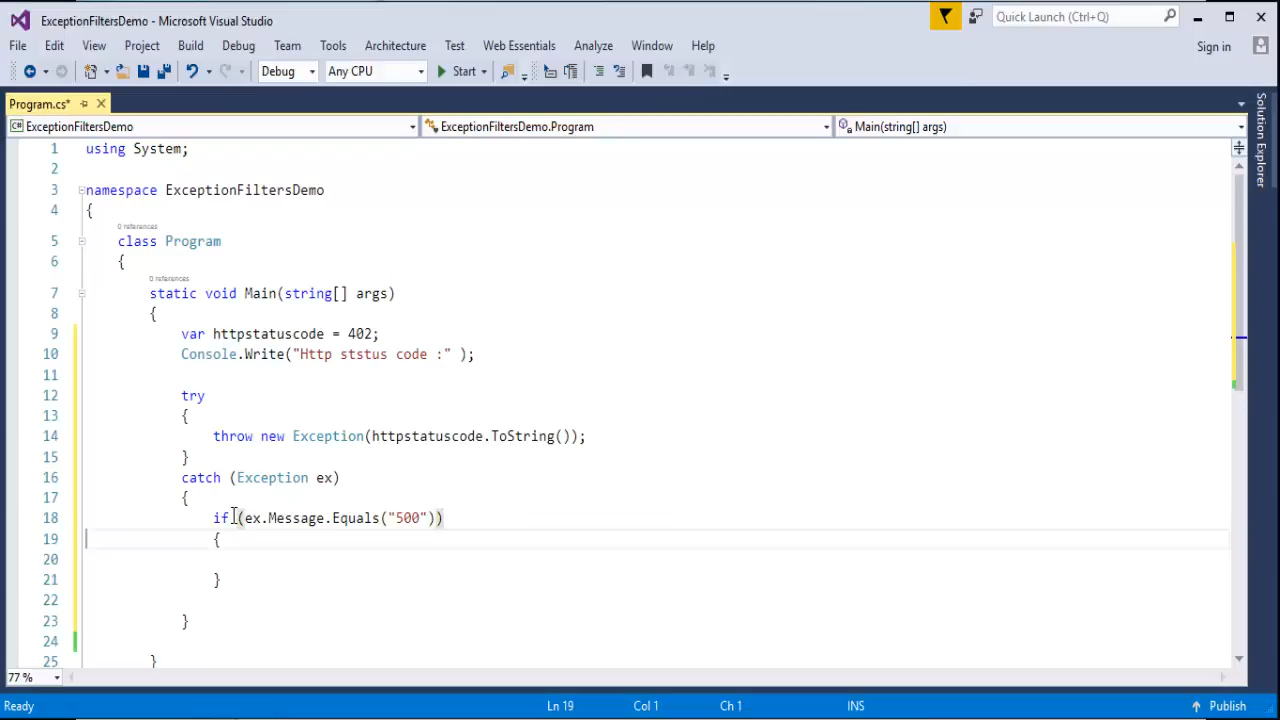 ExceptionFiltersDemo - Microsoft Visual Studio
Quick Launch (Ctrl+Q)
File Edit View Project Build Debug Team Tools Architecture Test Web Essentials Analyze Window Help
Sign in
Debug Any CPU Start
Program.cs*
Solution Explorer
C# ExceptionFiltersDemo ExceptionFiltersDemo.Program Main(string[] args)
1 using System;
2
3 namespace ExceptionFiltersDemo
4 {
0 references
5 class Program
6 {
0 references
7 static void Main(string[] args)
8 {
9 var httpstatuscode = 402;
10 Console.Write("Http ststus code :" );
11
12 try
13 {
14 throw new Exception(httpstatuscode.ToString());
15 }
16 catch (Exception ex)
17 {
18 if (ex.Message.Equals("500"))
19 {
20
21 }
22
23 }
24
25 }
77 %
Ready Ln 19 Col 1 Ch 1 INS Publish